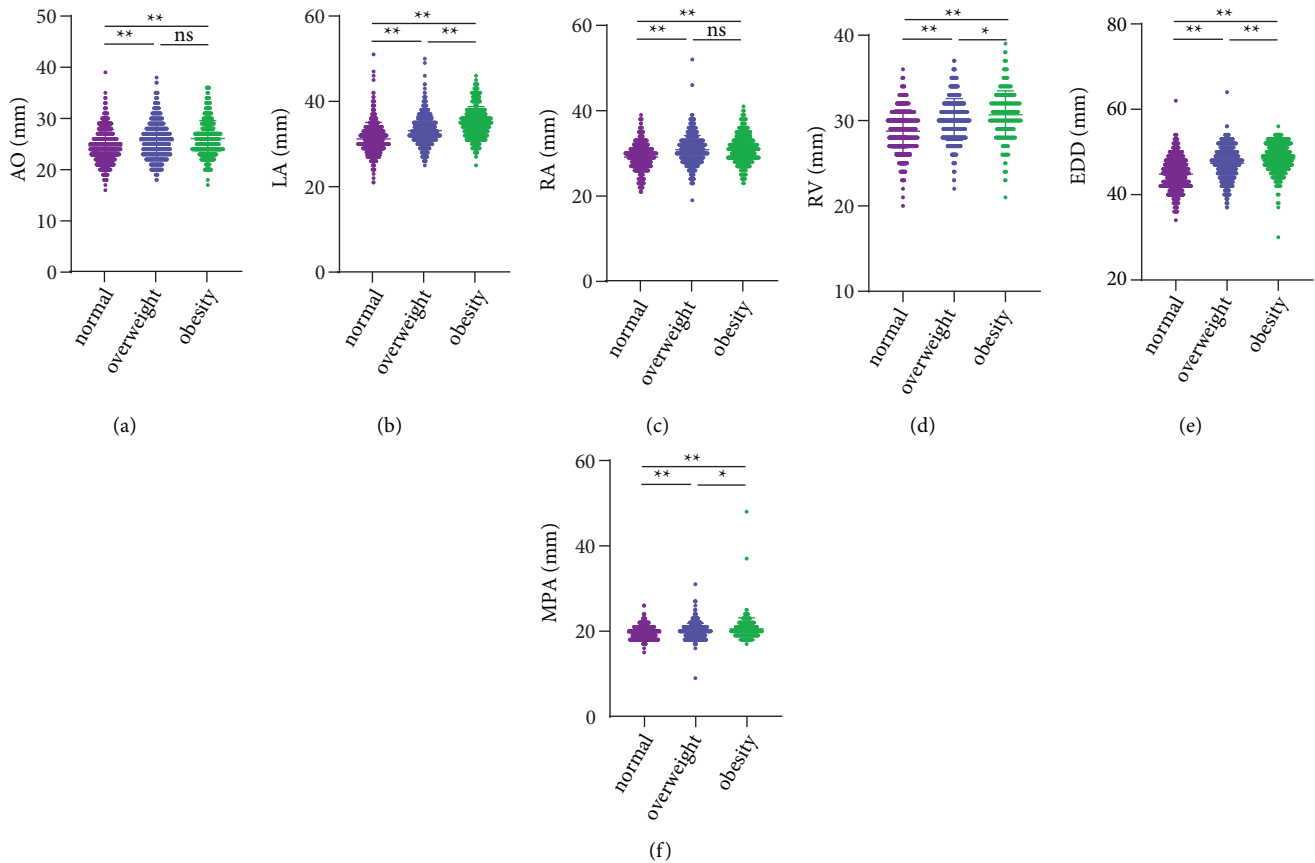 AO (mm)
50
40
30
20
10
0
**
**
ns
normal
overweight
obesity
(a)
LA (mm)
60
40
20
0
**
**
**
normal
overweight
obesity
(b)
RA (mm)
60
40
20
0
**
**
ns
normal
overweight
obesity
(c)
RV (mm)
40
30
20
10
**
**
*
normal
overweight
obesity
(d)
EDD (mm)
80
60
40
20
**
**
**
normal
overweight
obesity
(e)
MPA (mm)
60
40
20
0
**
**
*
normal
overweight
obesity
(f)